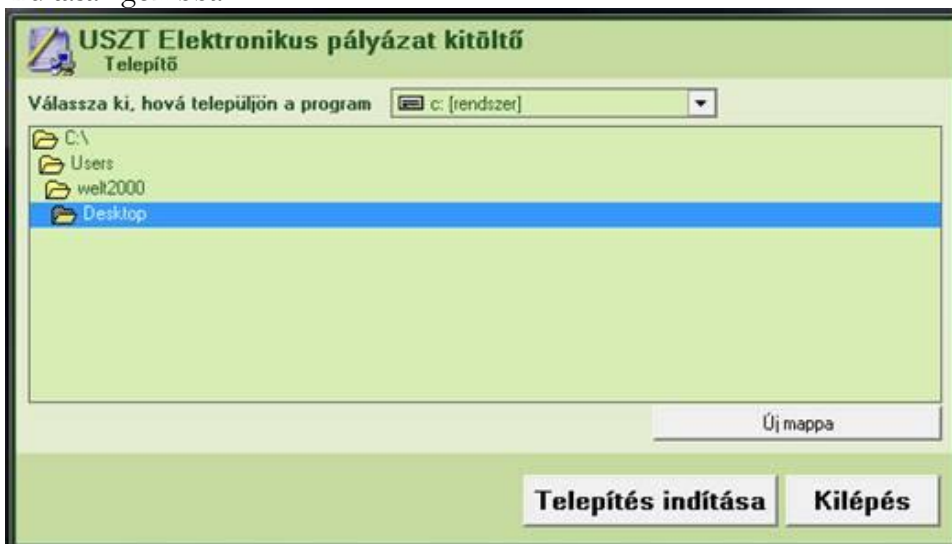 USZT Elektronikus pályázat kitöltő
Telepítő
Válassza ki, hová települjön a program c: [rendszer]
C:\
Users
welt2000
Desktop
Új mappa
Telepítés indítása Kilépés